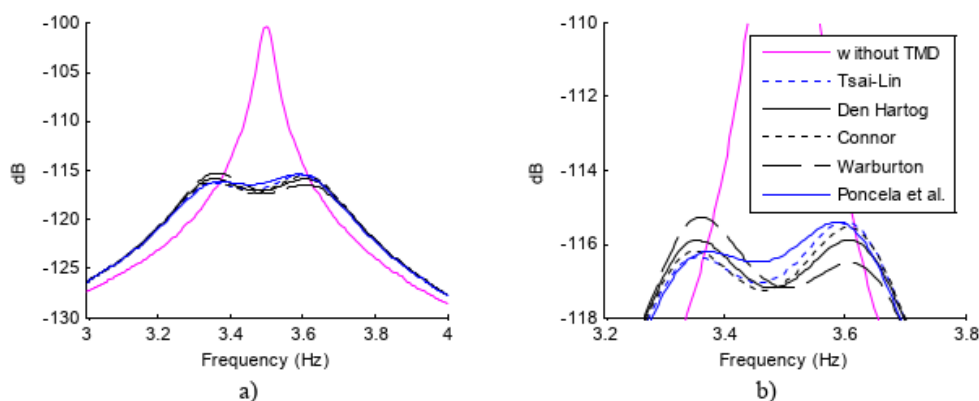 -100
-105
-110
-115
-120
-125
-130
dB
3
3.2
3.4
3.6
3.8
4
Frequency (Hz)
a)
-110
-112
-114
-116
-118
dB
3.2
3.4
3.6
3.8
Frequency (Hz)
b)
without TMD
Tsai-Lin
Den Hartog
Connor
Warburton
Poncela et al.